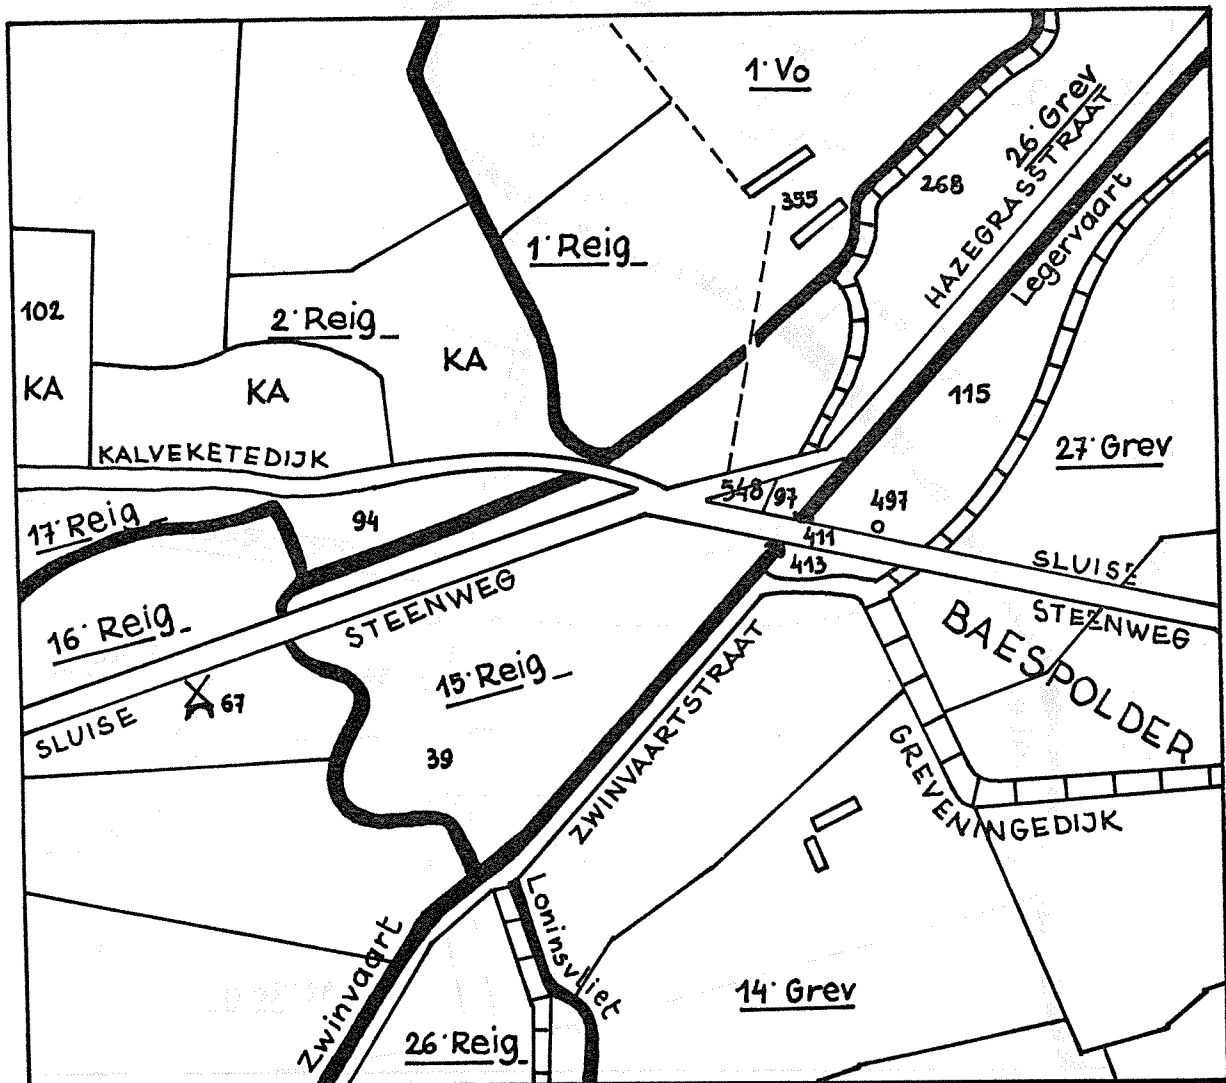 1· Vo
26· Grev
HAZEGRASSTRAAT
268
355
Legervaart
1· Reig
102
2· Reig
KA
KA
KA
115
27· Grev
KALVEKETEDIJK
548
97
497
17· Reig
94
411
413
SLUISE
STEENWEG
STEENWEG
16· Reig
BAESPOLDER
15· Reig
67
SLUISE
39
ZWINVAARTSTRAAT
GREVENINGEDIJK
Loninsvliet
Zwinvaart
14· Grev
26· Reig